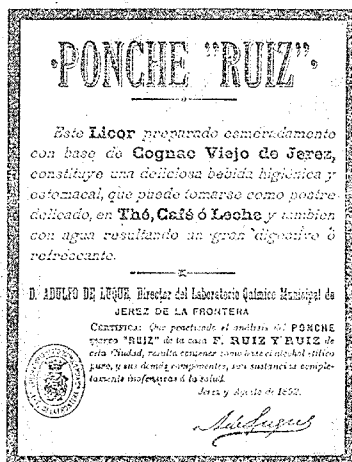 PONCHE "RUIZ"
Este Licor preparado esmeradamente
con base de Cognac Viejo de Jerez,
constituye una deliciosa bebida higiénica y
estomacal, que puede tomarse como postre
delicado, en Thé, Café ó Leche y tambien
con agua resultando un gran digestivo ó
refrescante.
D. ADOLFO DE LUQUE, Director del Laboratorio Químico Municipal de
JEREZ DE LA FRONTERA
CERTIFICA: Que practicado el análisis del PONCHE
marca "RUIZ" de la casa F. RUIZ Y RUIZ de
esta Ciudad, resulta contener como base el alcohol etílico
puro, y sus demás componentes, son sustancias comple-
tamente inofensivas á la salud.
Jerez y Agosto de 1892.